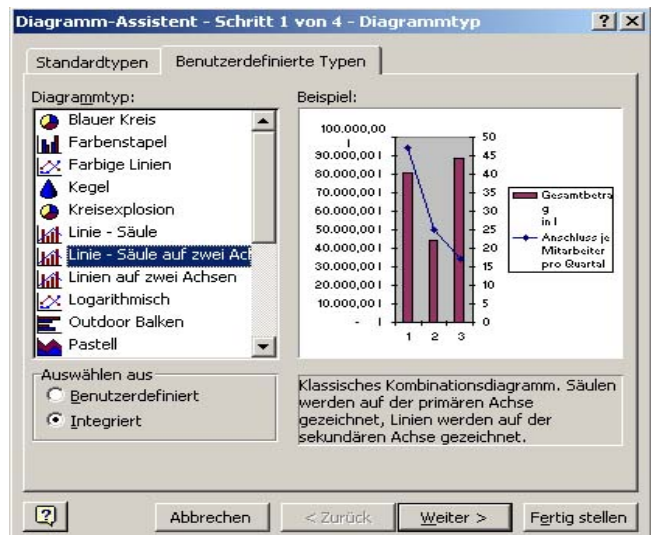 Diagramm-Assistent - Schritt 1 von 4 - Diagrammtyp
Standardtypen
Benutzerdefinierte Typen
Diagrammtyp:
Blauer Kreis
Farbenstapel
Farbige Linien
Kegel
Kreisexplosion
Linie - Säule
Linie - Säule auf zwei Ach
Linien auf zwei Achsen
Logarithmisch
Outdoor Balken
Pastell
Auswählen aus
Benutzerdefiniert
Integriert
Beispiel:
100.000,00
l
90.000,00 l
80.000,00 l
70.000,00 l
60.000,00 l
50.000,00 l
40.000,00 l
30.000,00 l
20.000,00 l
10.000,00 l
- l
50
45
40
35
30
25
20
15
10
5
0
1 2 3
Gesamtbetra
g
in l
Anschluss je
Mitarbeiter
pro Quartal
Klassisches Kombinationsdiagramm. Säulen
werden auf der primären Achse
gezeichnet, Linien werden auf der
sekundären Achse gezeichnet.
?
Abbrechen
< Zurück
Weiter >
Fertig stellen